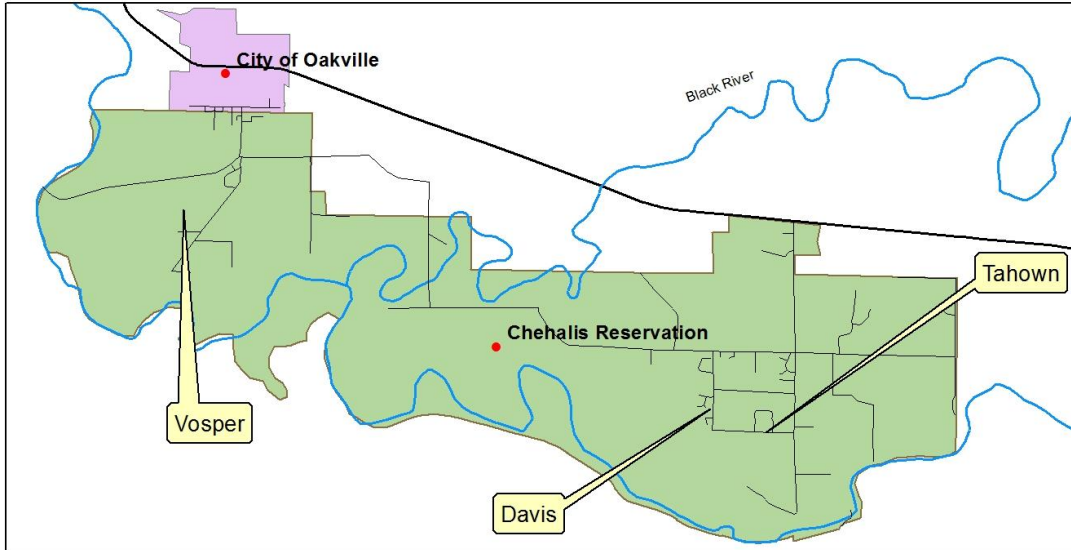 City of Oakville
Black River
Tahown
Chehalis Reservation
Vosper
Davis